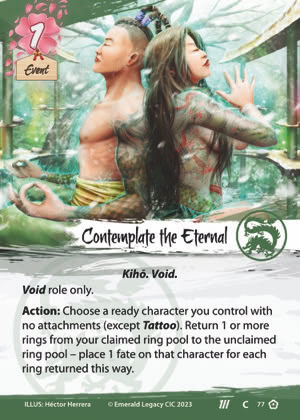 1
Event
Contemplate the Eternal
Kihō. Void.
Void role only.
Action: Choose a ready character you control with
no attachments (except Tattoo). Return 1 or more
rings from your claimed ring pool to the unclaimed
ring pool – place 1 fate on that character for each
ring returned this way.
ILLUS: Héctor Herrera © Emerald Legacy CIC 2023 C 77